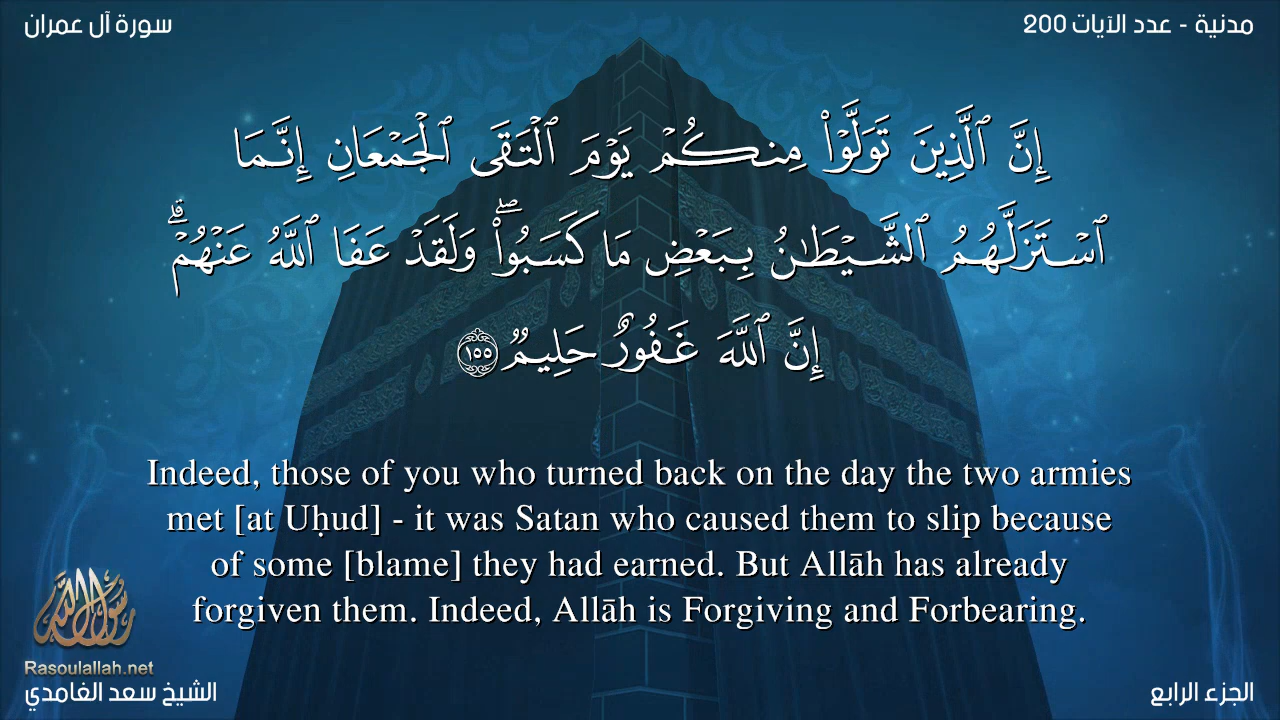 سورة آل عمران
مدنية - عدد الآيات 200
إِنَّ ٱلَّذِينَ تَوَلَّوْا۟ مِنكُمْ يَوْمَ ٱلْتَقَى ٱلْجَمْعَانِ إِنَّمَا
ٱسْتَزَلَّهُمُ ٱلشَّيْطَٰنُ بِبَعْضِ مَا كَسَبُوا۟ ۖ وَلَقَدْ عَفَا ٱللَّهُ عَنْهُمْ ۗ
إِنَّ ٱللَّهَ غَفُورٌ حَلِيمٌ ١٥٥
Indeed, those of you who turned back on the day the two armies
met [at Uḥud] - it was Satan who caused them to slip because
of some [blame] they had earned. But Allāh has already
forgiven them. Indeed, Allāh is Forgiving and Forbearing.
رسول الله
Rasoulallah.net
الشيخ سعد الغامدي
الجزء الرابع